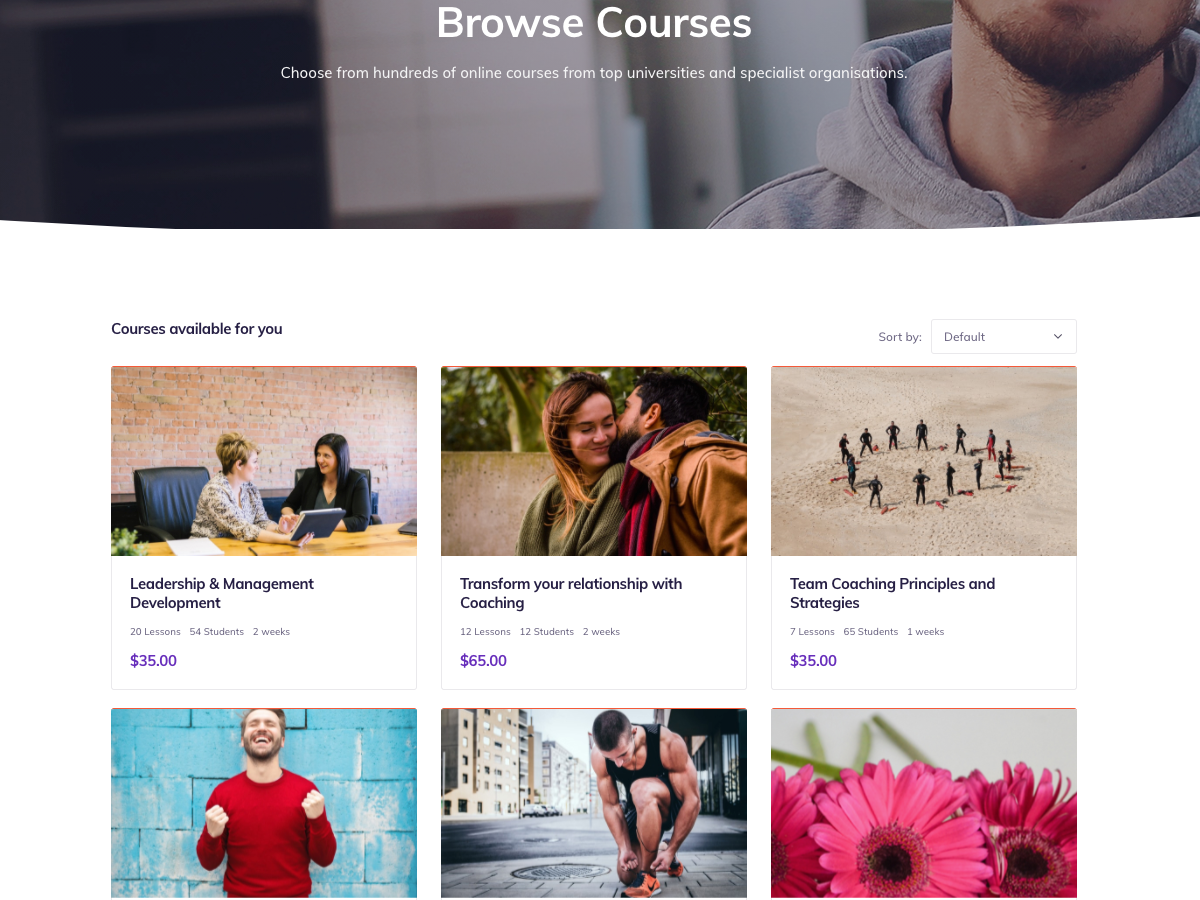 Browse Courses
Choose from hundreds of online courses from top universities and specialist organisations.
Courses available for you
Sort by:
Default
Leadership & Management
Development
20 Lessons 54 Students 2 weeks
$35.00
Transform your relationship with
Coaching
12 Lessons 12 Students 2 weeks
$65.00
Team Coaching Principles and
Strategies
7 Lessons 65 Students 1 weeks
$35.00